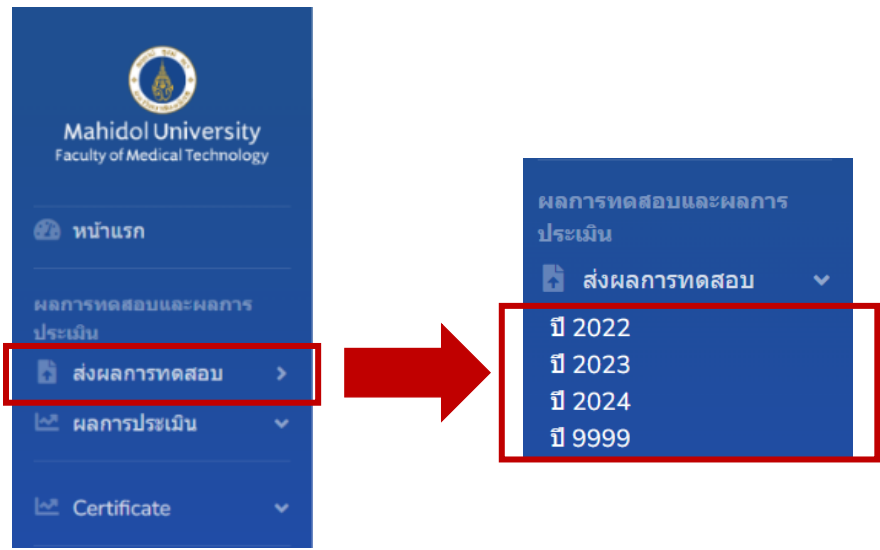 Mahidol University
Faculty of Medical Technology
หน้าแรก
ผลการทดสอบและผลการ
ประเมิน
ส่งผลการทดสอบ
ผลการประเมิน
Certificate
ผลการทดสอบและผลการ
ประเมิน
ส่งผลการทดสอบ
ปี 2022
ปี 2023
ปี 2024
ปี 9999